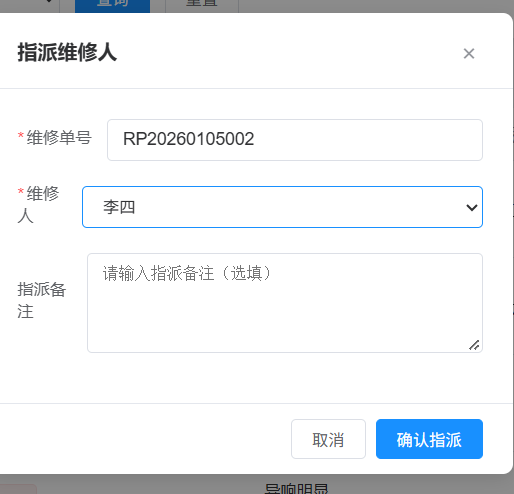 查询 重置
指派维修人 ×
*维修单号 RP20260105002
*维修人 李四
指派备注 请输入指派备注（选填）
取消 确认指派
异响明显